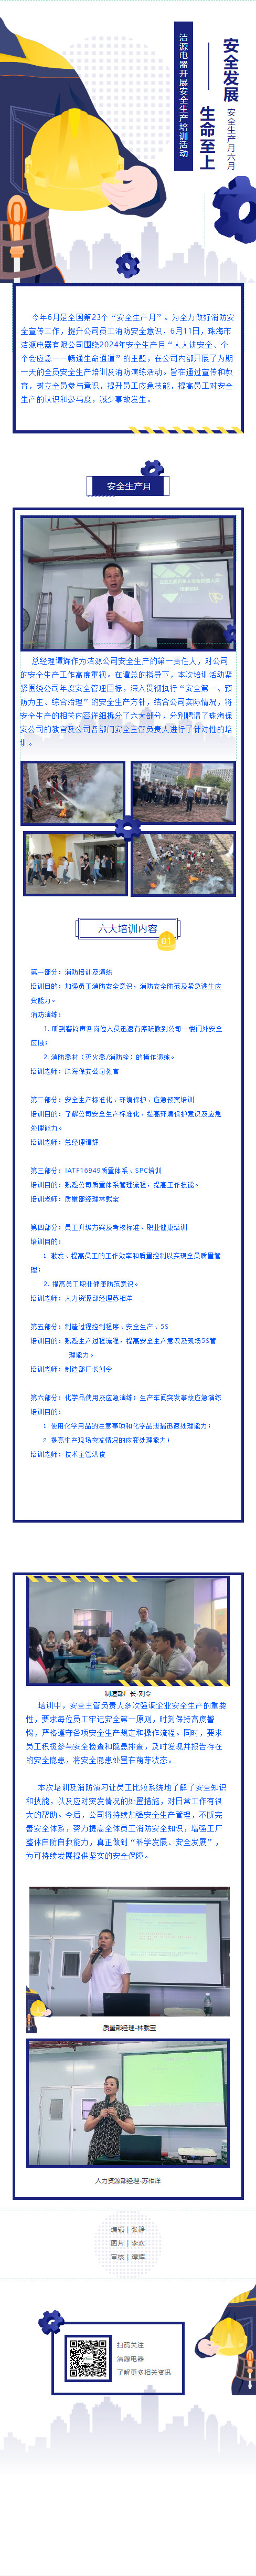 安全发展
生命至上
安全生产月六月
洁源电器开展安全生产培训活动
今年6月是全国第23个“安全生产月”。为全力做好消防安
全宣传工作，提升公司员工消防安全意识，6月11日，珠海市
洁源电器有限公司围绕2024年安全生产月“人人讲安全、个
个会应急——畅通生命通道”的主题，在公司内部开展了为期
一天的全员安全生产培训及消防演练活动。旨在通过宣传和教
育，树立全员参与意识，提升员工应急技能，提高员工对安全
生产的认识和参与度，减少事故发生。
安全生产月
总经理谭辉作为洁源公司安全生产的第一责任人，对公司
的安全生产工作高度重视。在谭总的指导下，本次培训活动紧
紧围绕公司年度安全管理目标，深入贯彻执行“安全第一、预
防为主、综合治理”的安全生产方针，结合公司实际情况，将
安全生产的相关内容详细拆分了六大部分，分别聘请了珠海保
安公司的教官及公司各部门安全主管负责人进行了针对性的培
训。
六大培训内容
01
第一部分：消防培训及演练
培训目的：加强员工消防安全意识，消防安全防范及紧急逃生应
变能力。
消防演练：
1. 听到警铃声各岗位人员迅速有序疏散到公司一楼门外安全
区域；
2. 消防器材（灭火器/消防栓）的操作演练。
培训老师：珠海保安公司教官
第二部分：安全生产标准化、环境保护、应急预案培训
培训目的：了解公司安全生产标准化、提高环境保护意识及应急
处理能力。
培训老师：总经理谭辉
第三部分：IATF16949质量体系、SPC培训
培训目的：熟悉公司质量体系管理流程，提高工作技能。
培训老师：质量部经理林载宝
第四部分：员工升级方案及考核标准、职业健康培训
培训目的：
1. 激发、提高员工的工作效率和质量控制以实现全员质量管
理；
2. 提高员工职业健康防范意识。
培训老师：人力资源部经理苏相洋
第五部分：制造过程控制程序、安全生产、5S
培训目的：熟悉生产过程流程，提高安全生产意识及现场5S管
理能力。
培训老师：制造部厂长刘令
第六部分：化学品使用及应急演练；生产车间突发事故应急演练
培训目的：
1. 使用化学用品的注意事项和化学品泄漏迅速处理能力；
2. 提高生产现场突发情况的应变处理能力；
培训老师：技术主管洪俊
制造部厂长-刘令
培训中，安全主管负责人多次强调企业安全生产的重要
性，要求每位员工牢记安全第一原则，时刻保持高度警
惕，严格遵守各项安全生产规定和操作流程。同时，要求
员工积极参与安全检查和隐患排查，及时发现并报告存在
的安全隐患，将安全隐患处置在萌芽状态。
本次培训及消防演习让员工比较系统地了解了安全知识
和技能，以及应对突发情况的处置措施，对日常工作有很
大的帮助。今后，公司将持续加强安全生产管理，不断完
善安全体系，努力提高全体员工消防安全知识，增强工厂
整体自防自救能力，真正做到“科学发展、安全发展”，
为可持续发展提供坚实的安全保障。
质量部经理-林载宝
人力资源部经理-苏相洋
编辑｜张静
图片｜李欢
审核｜谭辉
扫码关注
洁源电器
了解更多相关资讯